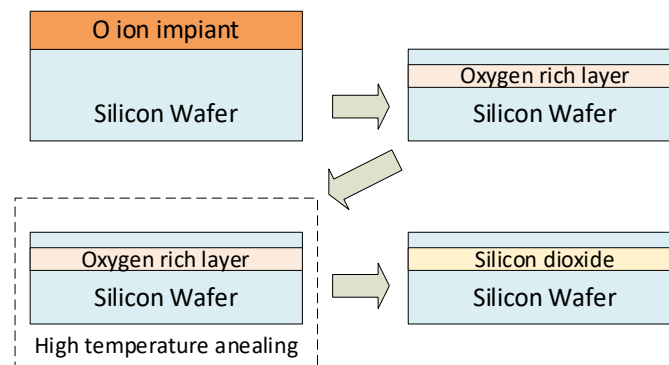 O ion impiant
Silicon Wafer
Oxygen rich layer
Silicon Wafer
Oxygen rich layer
Silicon Wafer
High temperature anealing
Silicon dioxide
Silicon Wafer